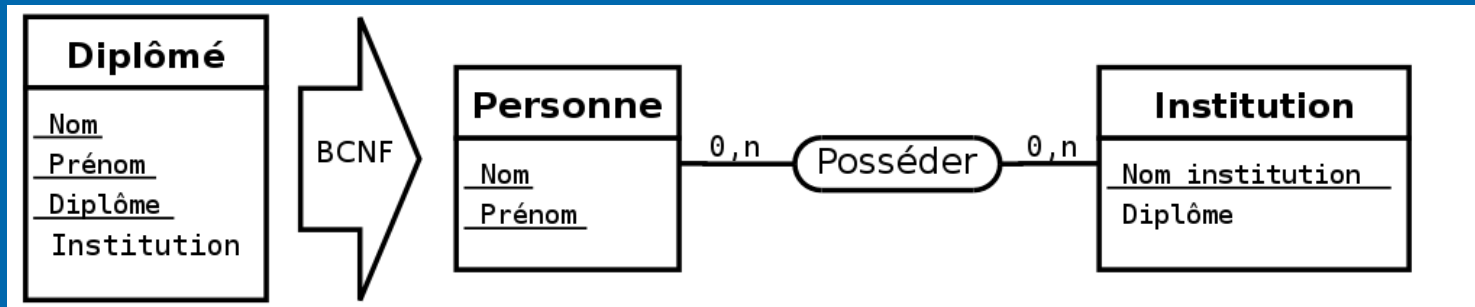 Diplômé
Nom
Prénom
Diplôme
Institution
BCNF
Personne
Nom
Prénom
0,n
Posséder
0,n
Institution
Nom institution
Diplôme